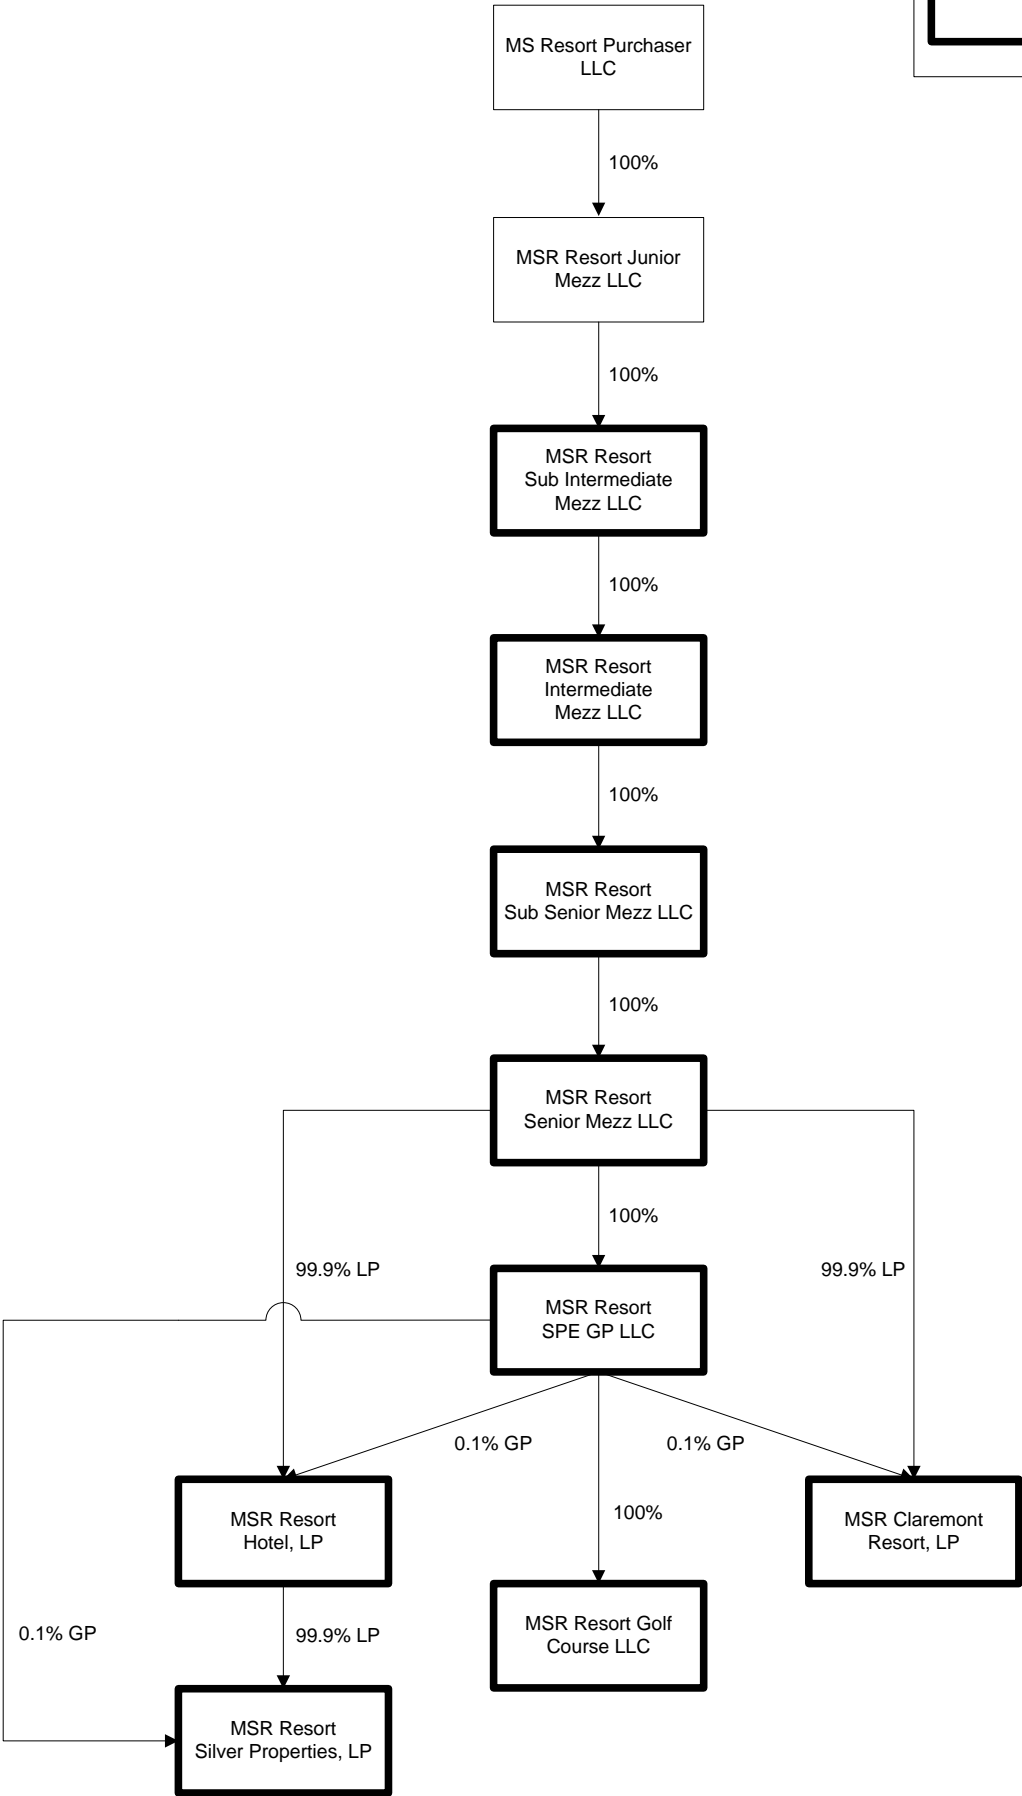 MS Resort Purchaser
LLC
100%
MSR Resort Junior
Mezz LLC
100%
MSR Resort
Sub Intermediate
Mezz LLC
100%
MSR Resort
Intermediate
Mezz LLC
100%
MSR Resort
Sub Senior Mezz LLC
100%
MSR Resort
Senior Mezz LLC
100%
99.9% LP
99.9% LP
MSR Resort
SPE GP LLC
0.1% GP
0.1% GP
100%
MSR Resort
Hotel, LP
MSR Claremont
Resort, LP
0.1% GP
99.9% LP
MSR Resort Golf
Course LLC
MSR Resort
Silver Properties, LP